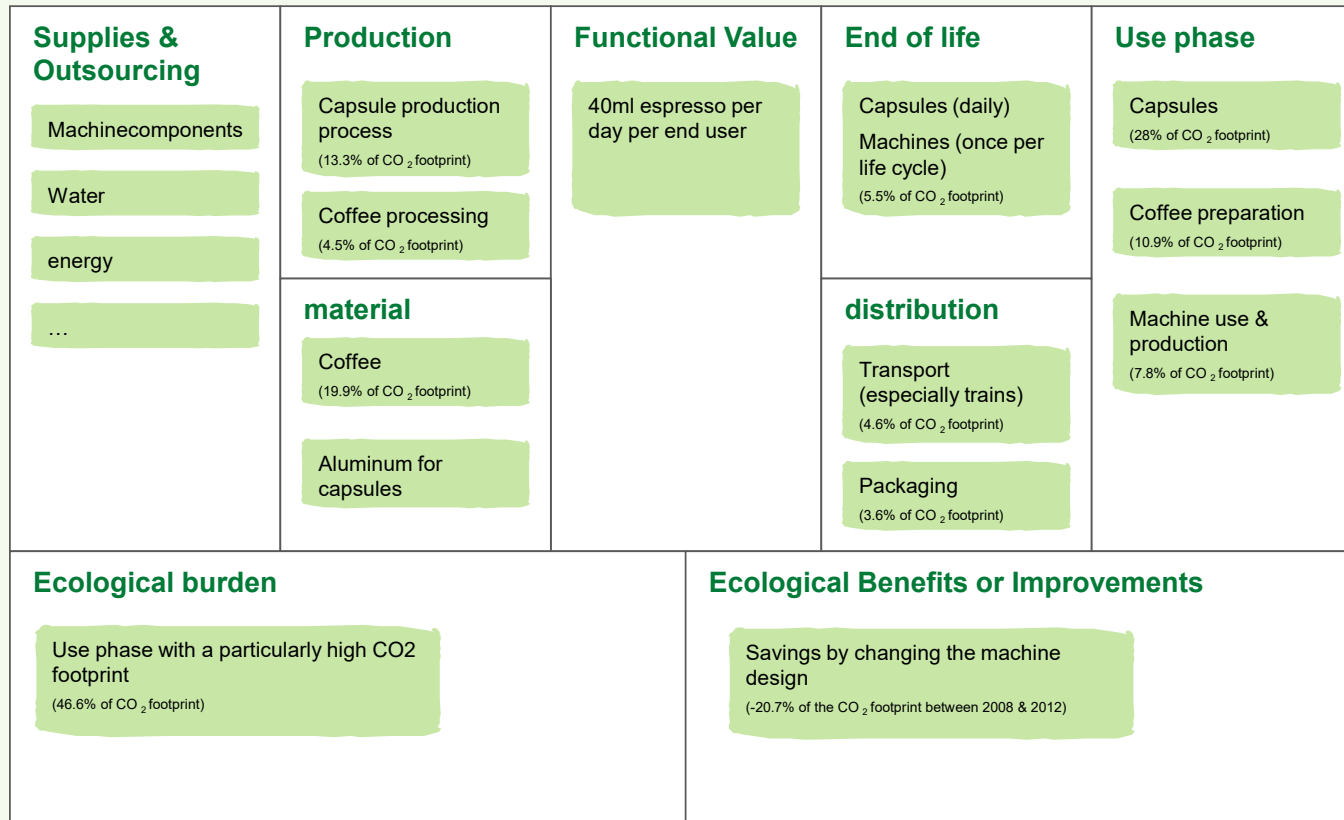 Supplies &
Outsourcing
Machinecomponents
Water
energy
…
Production
Capsule production
process
(13.3% of CO 2 footprint)
Coffee processing
(4.5% of CO 2 footprint)
material
Coffee
(19.9% of CO 2 footprint)
Aluminum for
capsules
Functional Value
40ml espresso per
day per end user
End of life
Capsules (daily)
Machines (once per
life cycle)
(5.5% of CO 2 footprint)
distribution
Transport
(especially trains)
(4.6% of CO 2 footprint)
Packaging
(3.6% of CO 2 footprint)
Use phase
Capsules
(28% of CO 2 footprint)
Coffee preparation
(10.9% of CO 2 footprint)
Machine use &
production
(7.8% of CO 2 footprint)
Ecological burden
Use phase with a particularly high CO2
footprint
(46.6% of CO 2 footprint)
Ecological Benefits or Improvements
Savings by changing the machine
design
(-20.7% of the CO 2 footprint between 2008 & 2012)